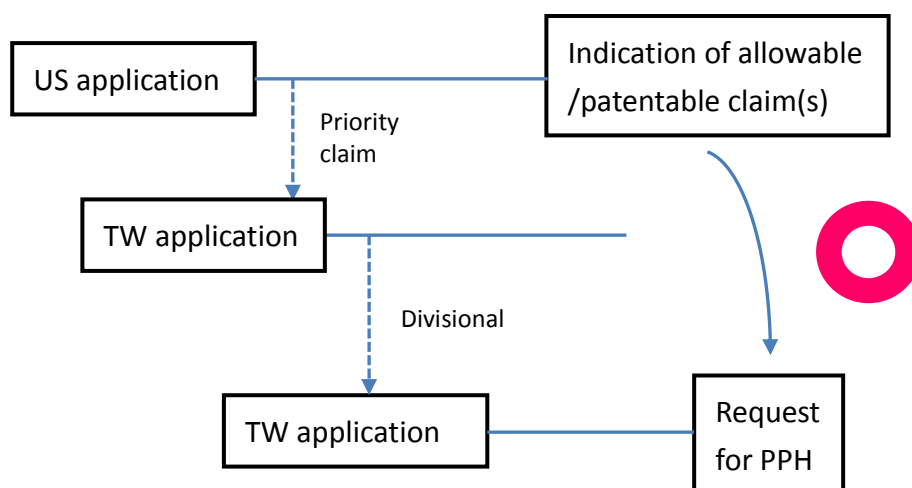 US application
Indication of allowable
/patentable claim(s)
Priority
claim
TW application
Divisional
TW application
Request
for PPH